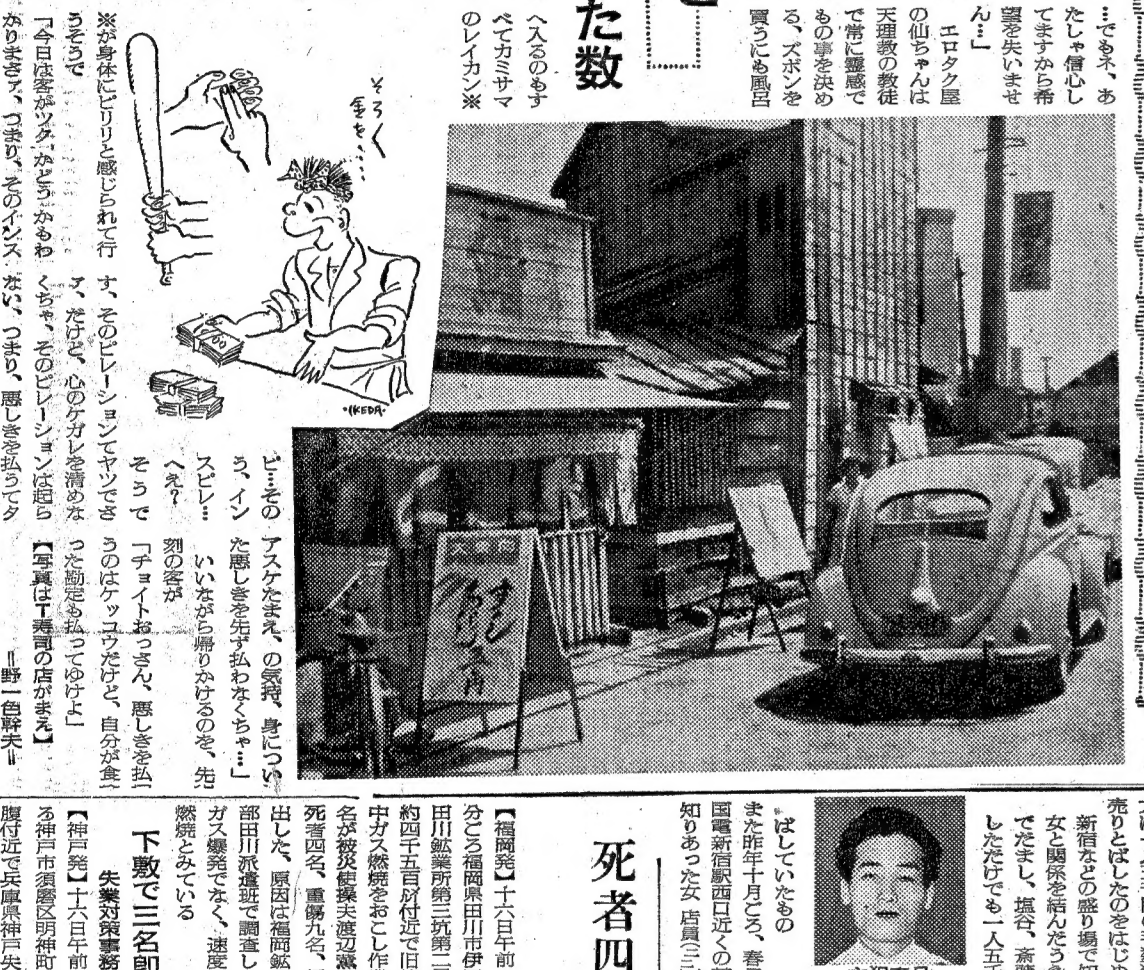 …でもネ、あ
たしゃ信心し
てますから希
望を失いませ
ん…」
エロタク屋
の仙ちゃんは
天理教の教徒
で常に霊感で
もの事を決め
る、ズボンを
買うにも風呂
た数
へ入るのもす
べてカミサマ
のレイカン※
そろ〱
金を…
※が身体にビリリと感じられて行
うそうで
「今日は客がツクかどうかもわ
かりまさァ、つまり、そのインス
す、そのピレーションてヤツでさ
ァ、だけど、心のケガレを清めな
くちゃ、そのピレーションは起ら
ない、つまり、悪しきを払うてタ
IKEDA
ピ…その
う、イン
スピレ…
へえ?
そうで
アスケたまえ、の気持、身につい
た悪しきを先ず払わなくちゃ…」
いいながら帰りかけるのを、先
刻の客が
「チョイトおっさん、悪しきを払
うのはケッコウだけど、自分が食
った勘定も払ってゆけよ」
【写真はT寿司の店がまえ】
=野一色幹夫=
売りとばしたのをはじめ
新宿などの盛り場で知
女と関係を結んだう
でだまし、塩谷、斎藤
しただけでも一人五千
ばしていたもの
また昨年十月ごろ、春
国電新宿駅西口近くの
知りあった女 店員(二
死者四
【福岡発】十六日午前
分ごろ福岡県田川市伊
田川鉱業所第三坑第二
約四千五百㍍付近で旧
中ガス燃焼をおこし作
名が被災使操夫渡辺薫
死者四名、重傷九名、
出した、原因は福岡鉱
部田川派遣班で調査し
ガス爆発でなく、速度
燃焼とみている
下敷で三名即
失業対策事務
【神戸発】十六日午前
る神戸市須磨区明神町
腹付近で兵庫県神戸失